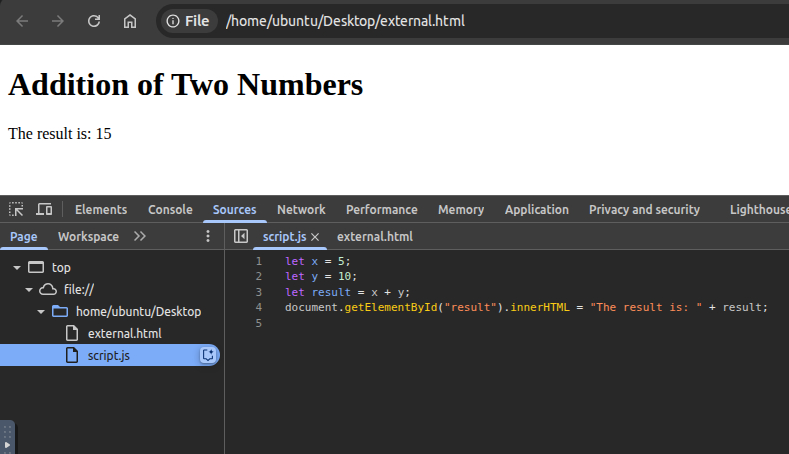 File /home/ubuntu/Desktop/external.html
Addition of Two Numbers
The result is: 15
Elements Console Sources Network Performance Memory Application Privacy and security Lighthouse
Page Workspace script.js external.html
top
file://
home/ubuntu/Desktop
external.html
script.js
1 let x = 5;
2 let y = 10;
3 let result = x + y;
4 document.getElementById("result").innerHTML = "The result is: " + result;
5